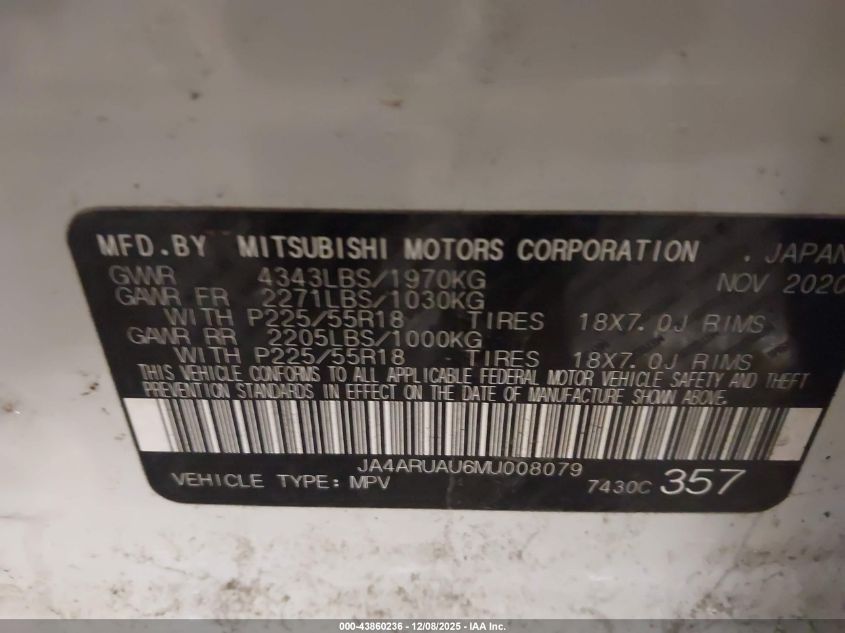 MFD.BY MITSUBISHI MOTORS CORPORATION . JAPAN
GVWR 4343LBS/1970KG NOV 2020
GAWR FR 2271LBS/1030KG
WITH P225/55R18 TIRES 18X7.0J RIMS
GAWR RR 2205LBS/1000KG
WITH P225/55R18 TIRES 18X7.0J RIMS
THIS VEHICLE CONFORMS TO ALL APPLICABLE FEDERAL MOTOR VEHICLE SAFETY AND THEFT
PREVENTION STANDARDS IN EFFECT ON THE DATE OF MANUFACTURE SHOWN ABOVE.
JA4ARUAU6MU008079
VEHICLE TYPE: MPV 7430C 357
000-43860236 - 12/08/2025 - IAA Inc.